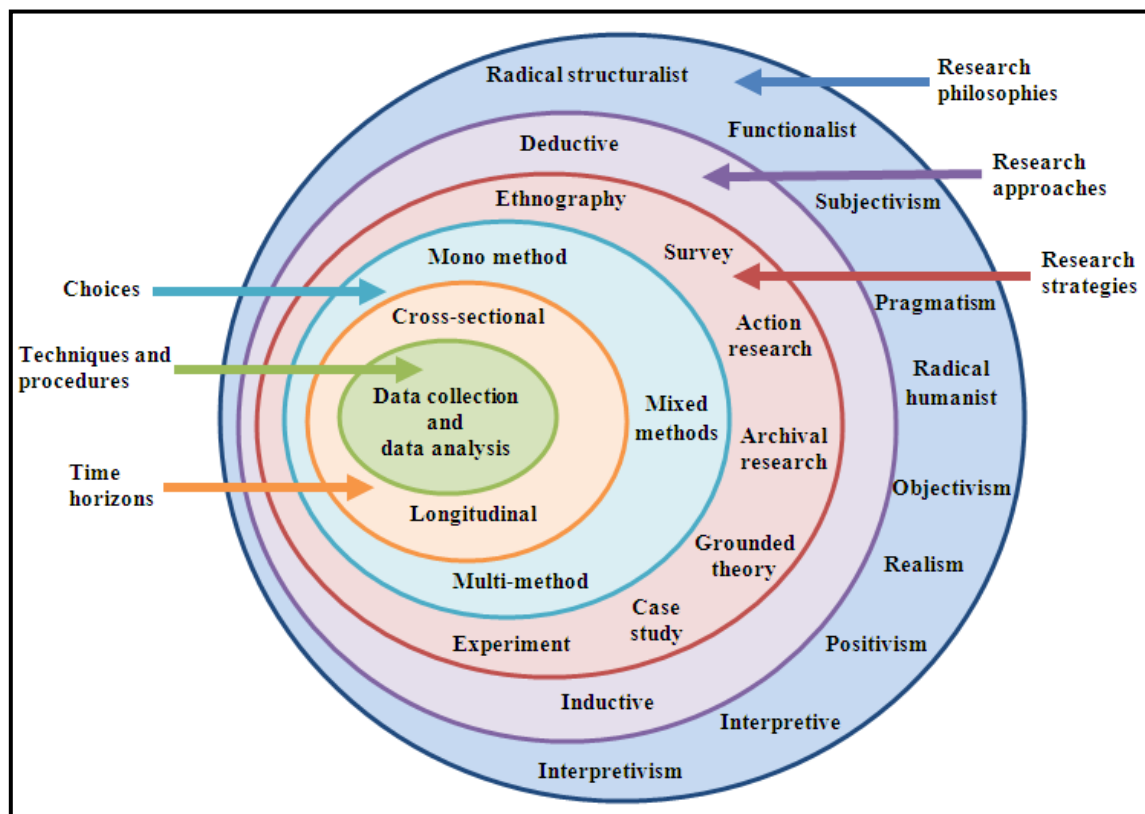 Radical structuralist
Research
philosophies
Functionalist
Deductive
Research
approaches
Ethnography
Subjectivism
Survey
Mono method
Research
strategies
Choices
Pragmatism
Cross-sectional
Action
research
Techniques and
procedures
Radical
humanist
Data collection
and
data analysis
Mixed
methods
Archival
research
Time
horizons
Objectivism
Longitudinal
Grounded
theory
Realism
Multi-method
Case
study
Experiment
Positivism
Inductive
Interpretive
Interpretivism